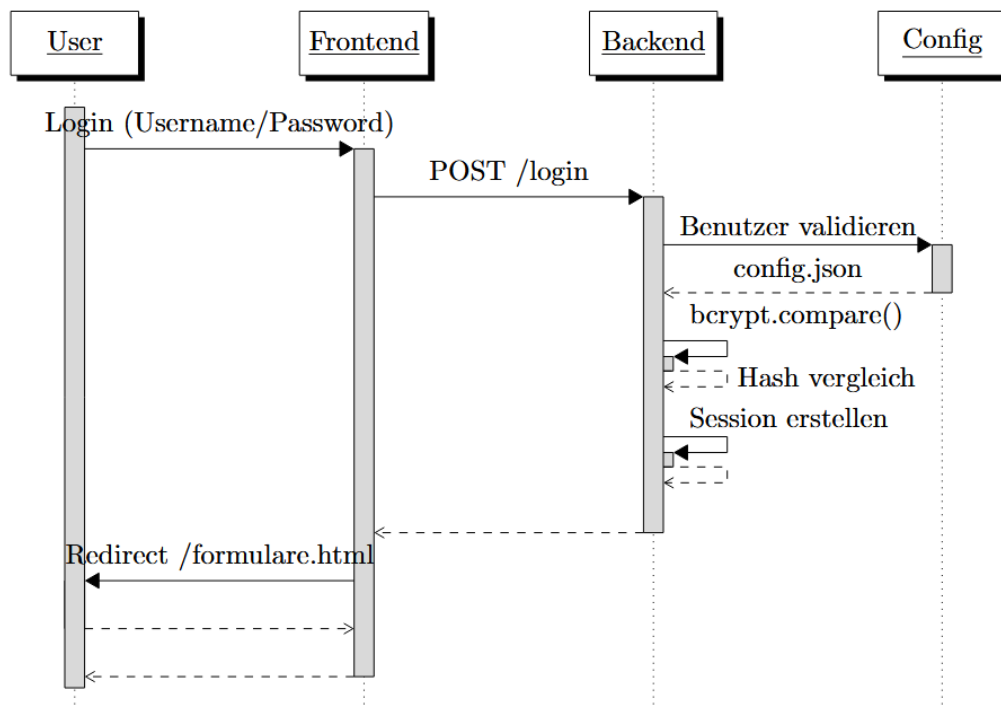 User
Frontend
Backend
Config
Login (Username/Password)
POST /login
Benutzer validieren
config.json
bcrypt.compare()
Hash vergleich
Session erstellen
Redirect /formulare.html